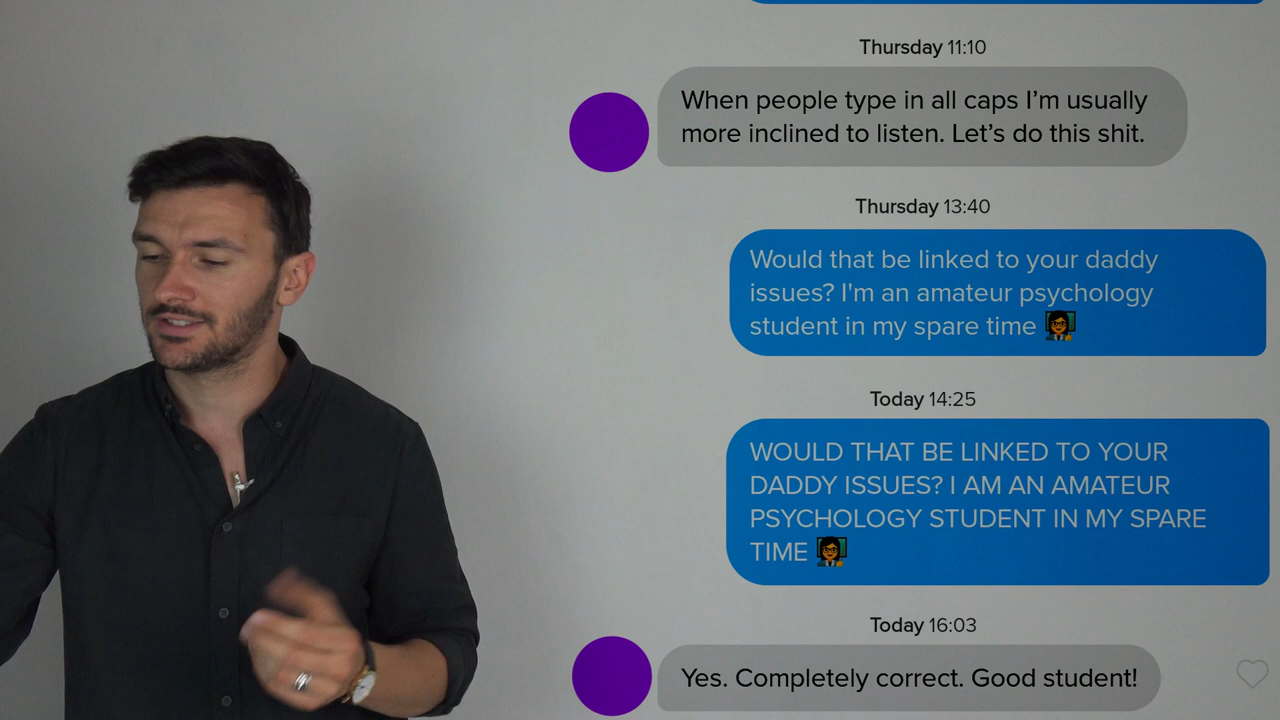 Thursday 11:10
When people type in all caps I’m usually
more inclined to listen. Let’s do this shit.
Thursday 13:40
Would that be linked to your daddy
issues? I'm an amateur psychology
student in my spare time 👩🏾‍🏫
Today 14:25
WOULD THAT BE LINKED TO YOUR
DADDY ISSUES? I AM AN AMATEUR
PSYCHOLOGY STUDENT IN MY SPARE
TIME 👩🏾‍🏫
Today 16:03
Yes. Completely correct. Good student!